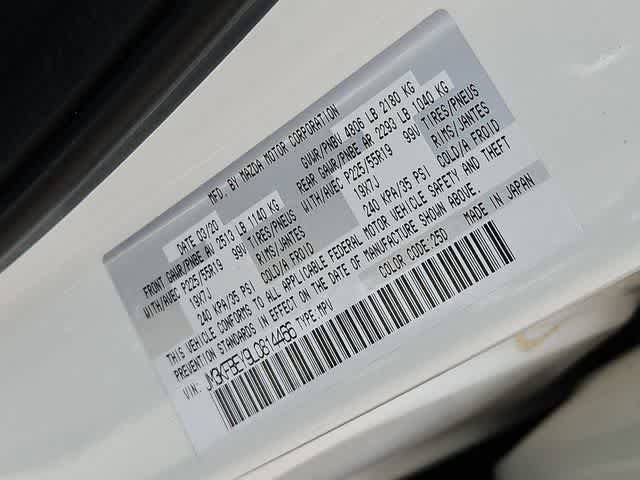 MFD. BY MAZDA MOTOR CORPORATION
DATE 03/20 GVWR/PNBV 4806 LB 2180 KG
FRONT GAWR/PNBE AV 2513 LB 1140 KG REAR GAWR/PNBE AR 2293 LB 1040 KG
WITH/AVEC P225/55R19 99V TIRES/PNEUS WITH/AVEC P225/55R19 99V TIRES/PNEUS
19X7J RIMS/JANTES 19X7J RIMS/JANTES
240 KPA/35 PSI COLD/A FROID 240 KPA/35 PSI COLD/A FROID
THIS VEHICLE CONFORMS TO ALL APPLICABLE FEDERAL MOTOR VEHICLE SAFETY AND THEFT
PREVENTION STANDARDS IN EFFECT ON THE DATE OF MANUFACTURE SHOWN ABOVE.
VIN: JM3KFBEY3L0814466 TYPE MPV COLOR CODE:25D MADE IN JAPAN